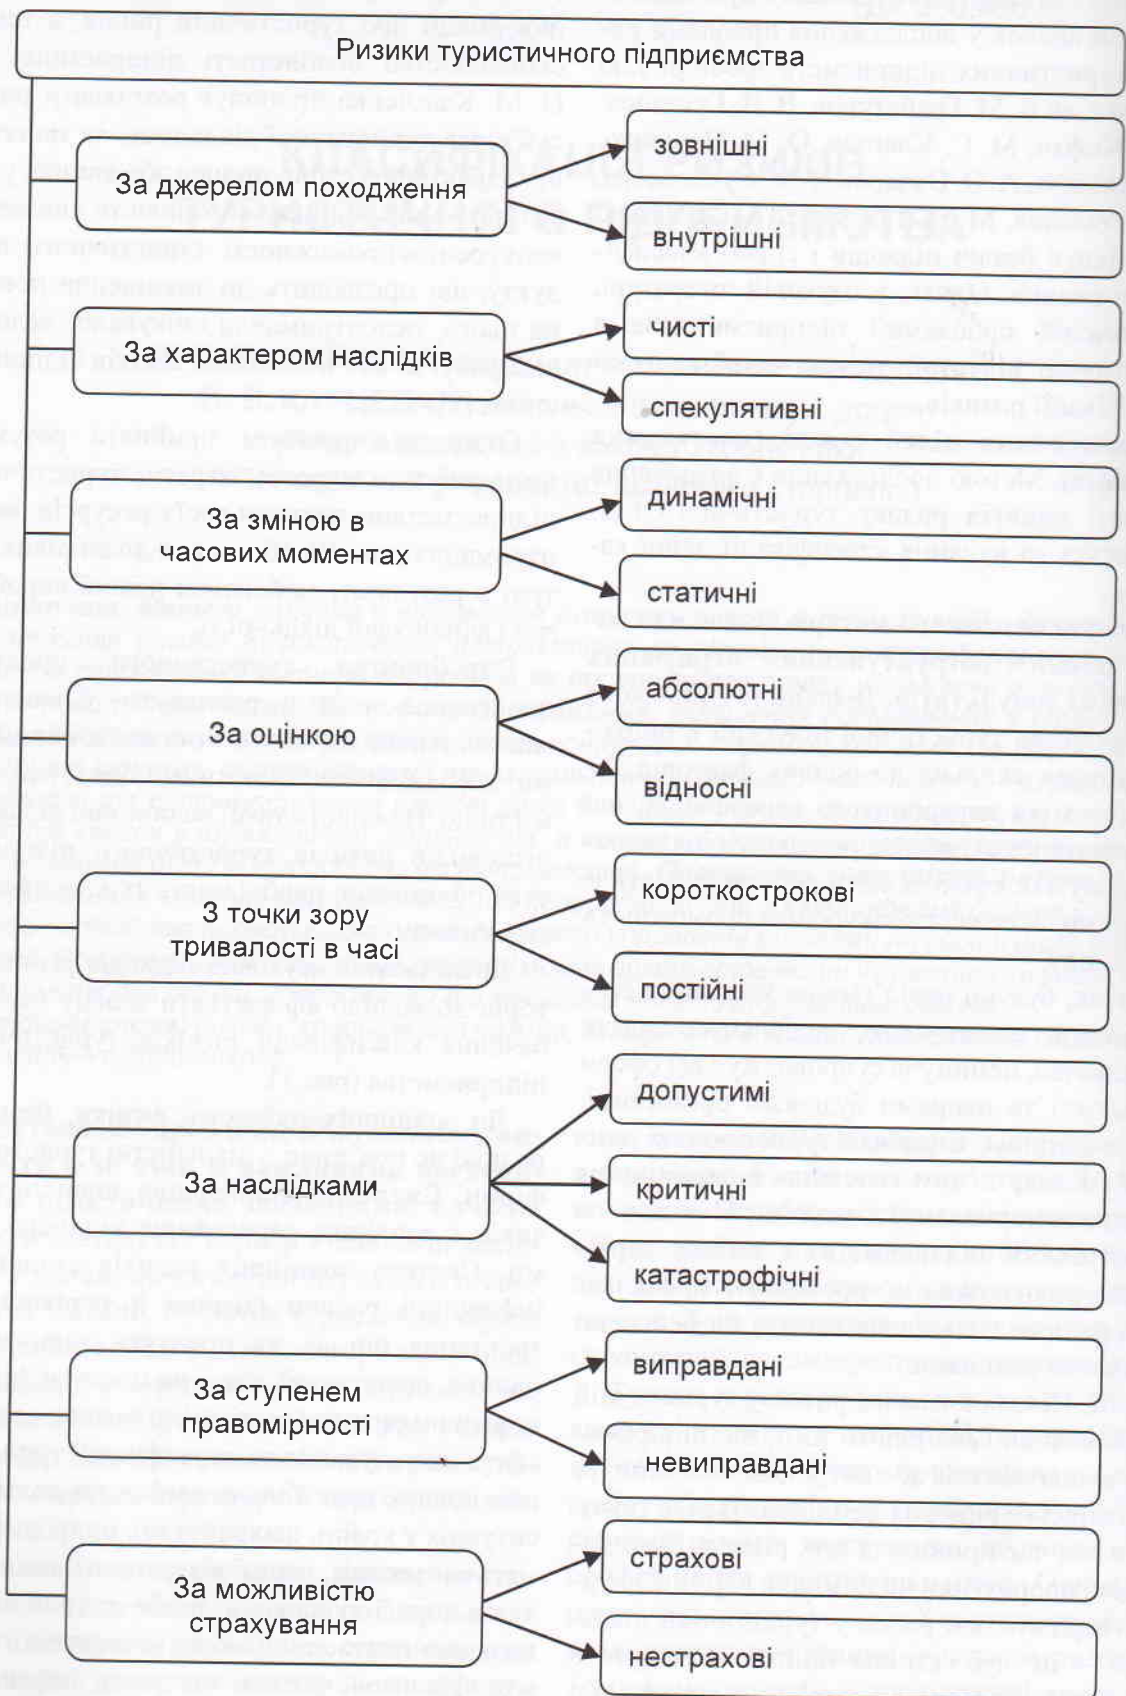 Ризики туристичного підприємства
За джерелом походження
зовнішні
внутрішні
За характером наслідків
чисті
спекулятивні
За зміною в
часових моментах
динамічні
статичні
За оцінкою
абсолютні
відносні
З точки зору
тривалості в часі
короткострокові
постійні
За наслідками
допустимі
критичні
катастрофічні
За ступенем
правомірності
виправдані
невиправдані
За можливістю
страхування
страхові
нестрахові